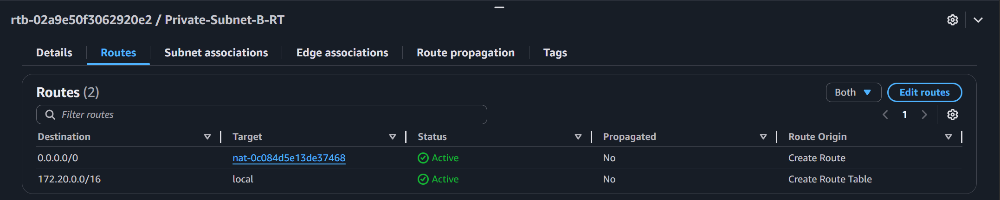 rtb-02a9e50f3062920e2 / Private-Subnet-B-RT
Details Routes Subnet associations Edge associations Route propagation Tags
Routes (2) Both Edit routes
Filter routes 1
Destination Target Status Propagated Route Origin
0.0.0.0/0 nat-0c084d5e13de37468 Active No Create Route
172.20.0.0/16 local Active No Create Route Table